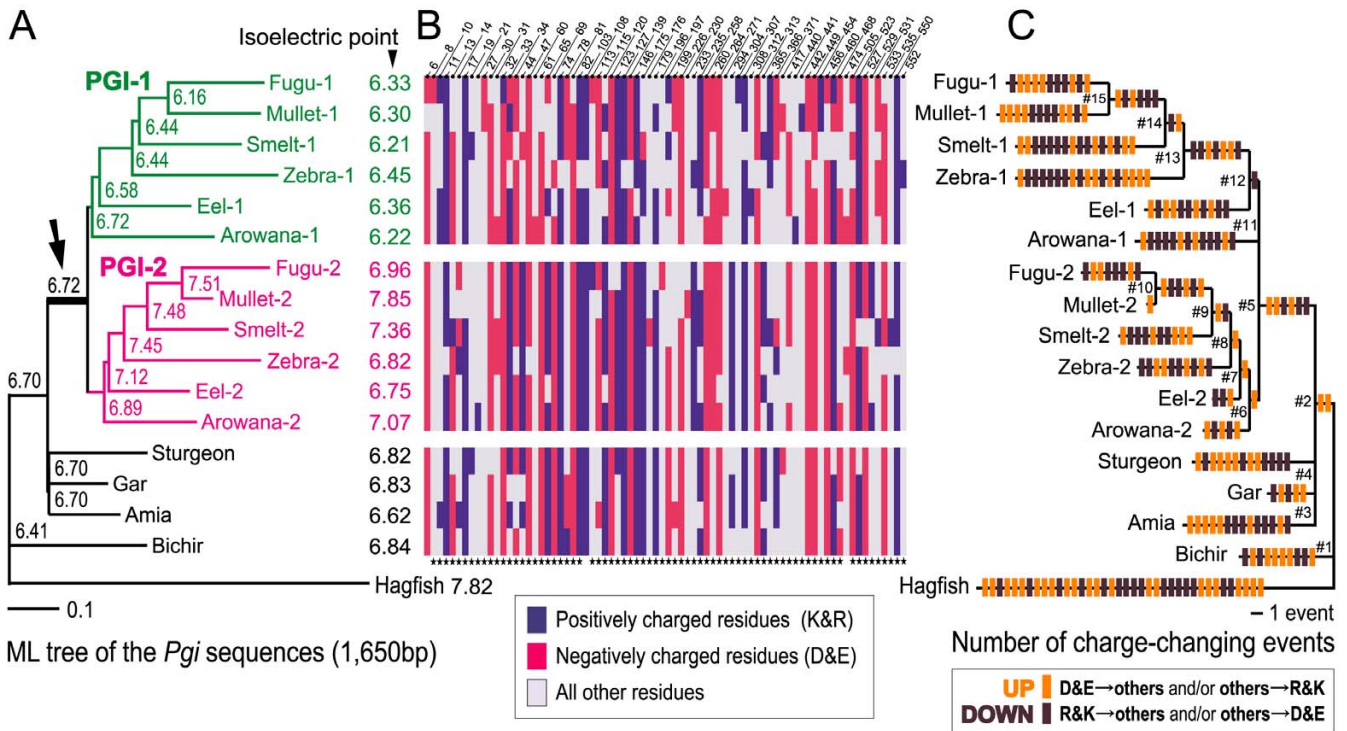 A
B
C
Isoelectric point
PGI-1
Fugu-1 6.33
6.16
Mullet-1 6.30
6.44
Smelt-1 6.21
6.44
Zebra-1 6.45
6.58
Eel-1 6.36
6.72
Arowana-1 6.22
PGI-2
Fugu-2 6.96
6.72
7.51
Mullet-2 7.85
7.48
Smelt-2 7.36
7.45
Zebra-2 6.82
7.12
6.70
Eel-2 6.75
6.89
Arowana-2 7.07
Sturgeon 6.82
6.70
Gar 6.83
6.70
Amia 6.62
6.41
Bichir 6.84
Hagfish 7.82
0.1
ML tree of the Pgi sequences (1,650bp)
Positively charged residues (K&R)
Negatively charged residues (D&E)
All other residues
Fugu-1
#15
Mullet-1
#14
Smelt-1
#13
Zebra-1
#12
Eel-1
#11
Arowana-1
Fugu-2
#10
Mullet-2
#5
#9
Smelt-2
#8
Zebra-2
#7
Eel-2
#2
#6
Arowana-2
Sturgeon
#4
Gar
#3
Amia
#1
Bichir
Hagfish
1 event
Number of charge-changing events
UP D&E→others and/or others→R&K
DOWN R&K→others and/or others→D&E